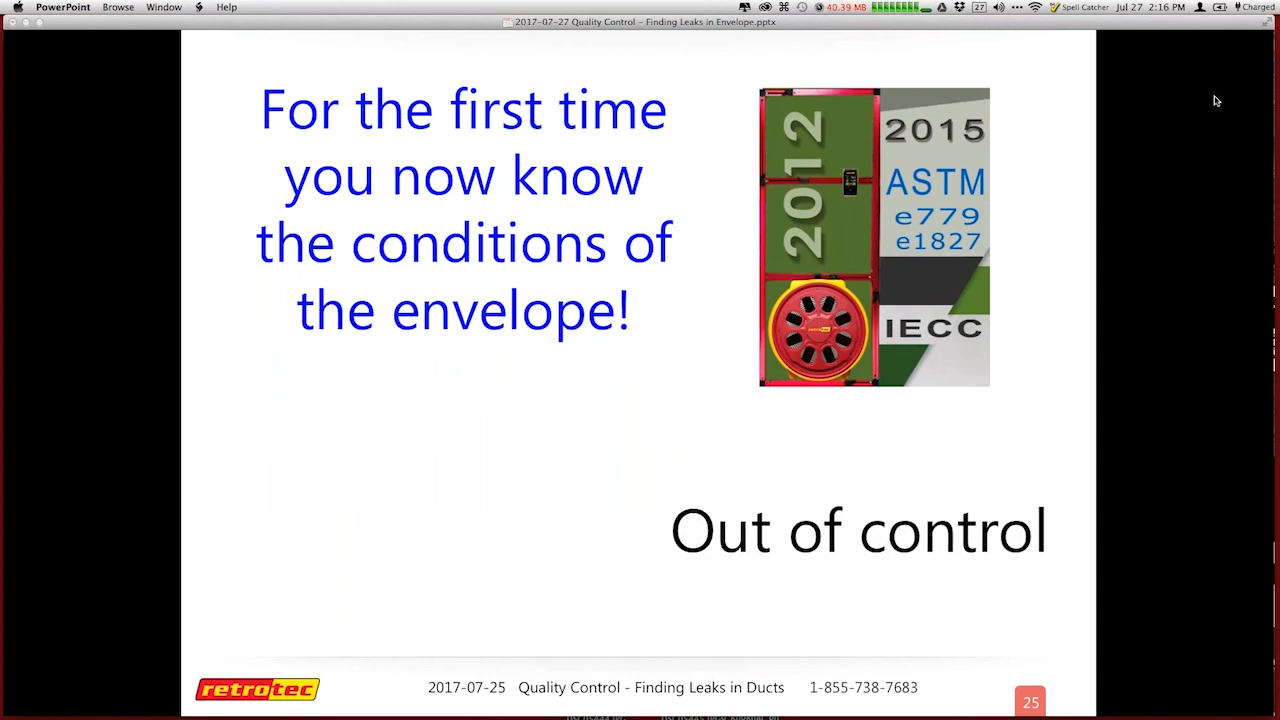 PowerPoint Browse Window Help
40.39 MB 27 Spell Catcher Jul 27 2:16 PM Charged
2017-07-27 Quality Control – Finding Leaks in Envelope.pptx
For the first time
you now know
the conditions of
the envelope!
2012
2015
ASTM
e779
e1827
IECC
retrotec
Out of control
retrotec
2017-07-25 Quality Control - Finding Leaks in Ducts 1-855-738-7683
25